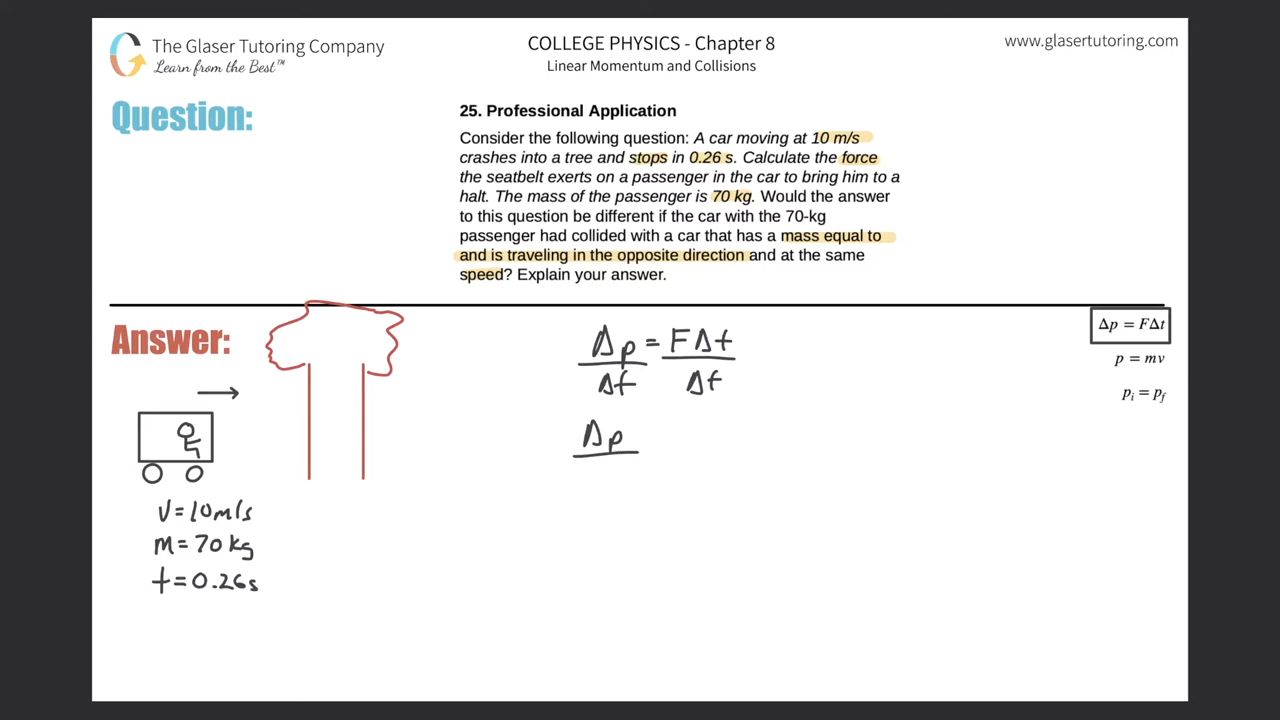 The Glaser Tutoring Company
Learn from the Best™
COLLEGE PHYSICS - Chapter 8
Linear Momentum and Collisions
www.glasertutoring.com
Question:
25. Professional Application
Consider the following question: A car moving at 10 m/s
crashes into a tree and stops in 0.26 s. Calculate the force
the seatbelt exerts on a passenger in the car to bring him to a
halt. The mass of the passenger is 70 kg. Would the answer
to this question be different if the car with the 70-kg
passenger had collided with a car that has a mass equal to
and is traveling in the opposite direction and at the same
speed? Explain your answer.
Answer:
Δp = FΔt
Δt Δt
Δp
Δp = FΔt
p = mv
pᵢ = p_f
v = 10 m/s
m = 70 kg
t = 0.26 s